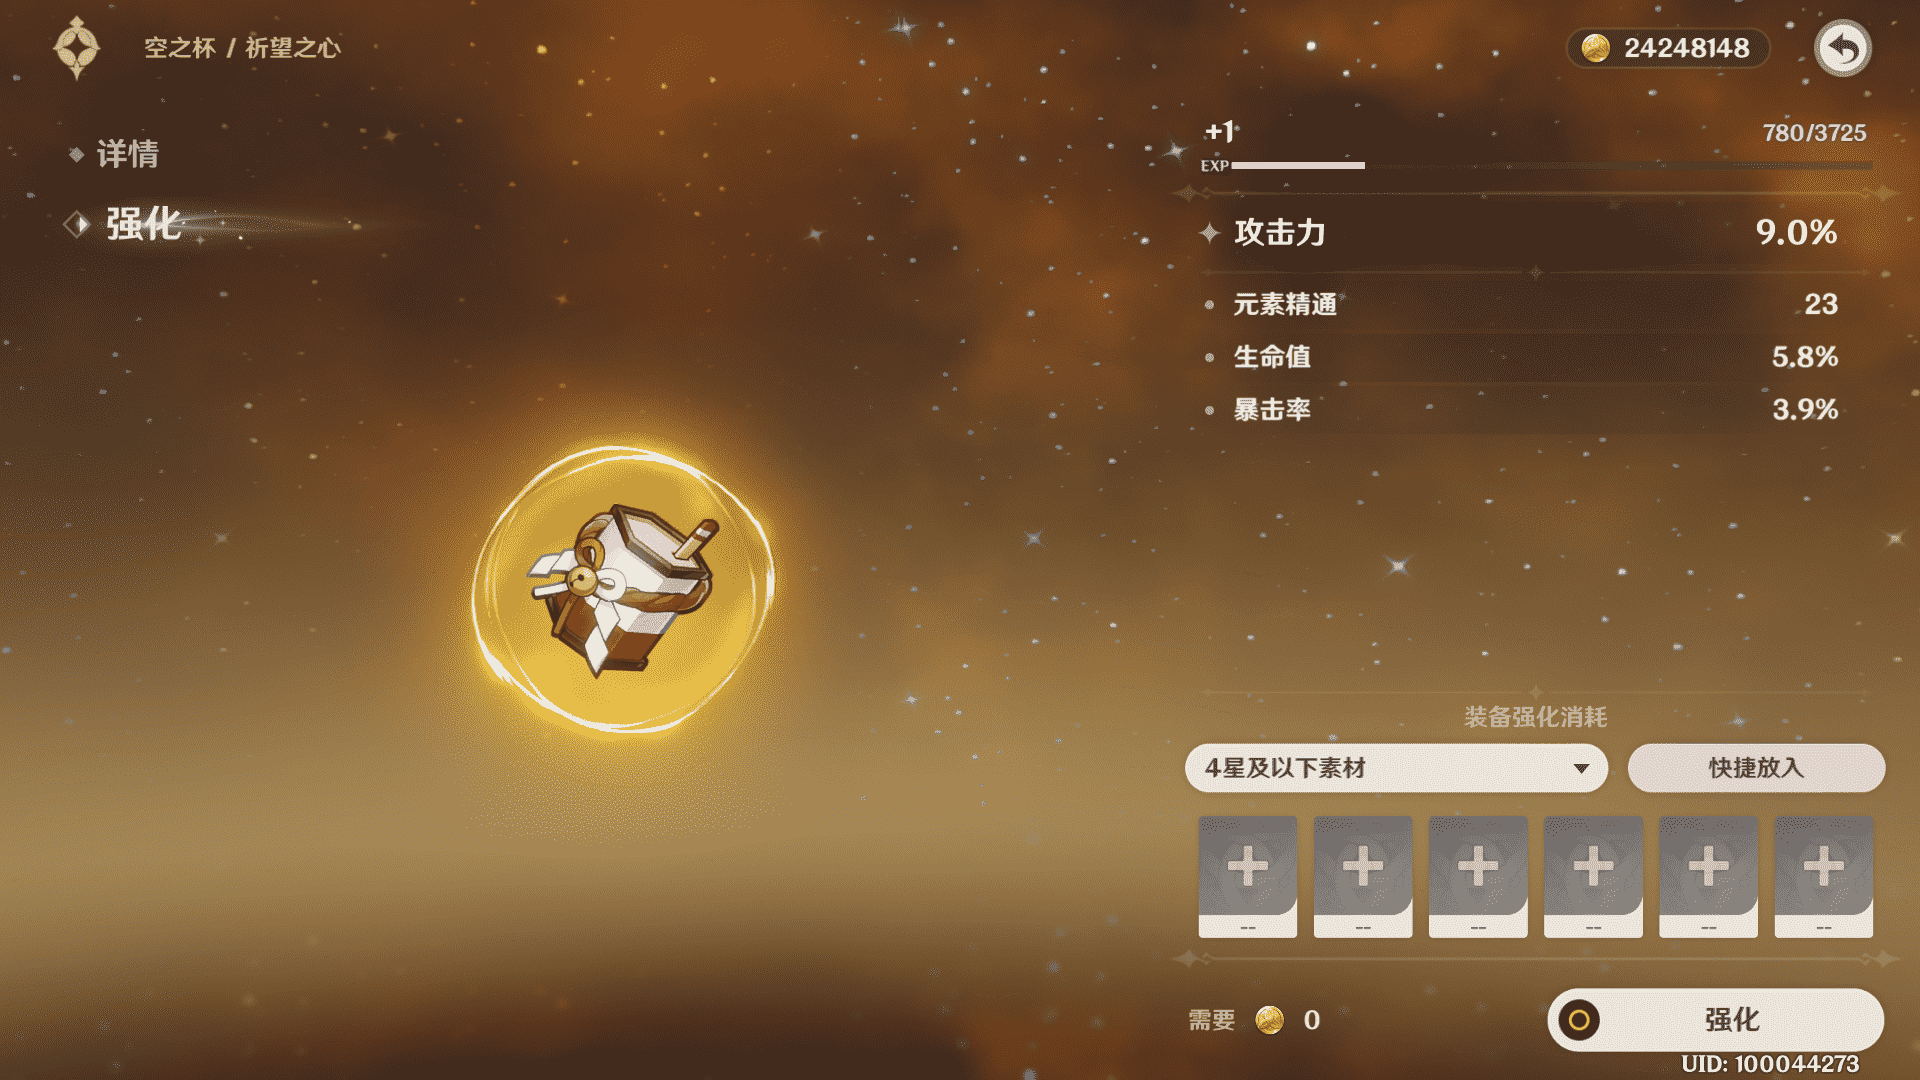 空之杯 / 祈望之心
24248148
详情
强化
+1
780/3725
EXP
攻击力 9.0%
元素精通 23
生命值 5.8%
暴击率 3.9%
装备强化消耗
4星及以下素材
快捷放入
-- -- -- -- -- --
需要 0
强化
UID: 100044273